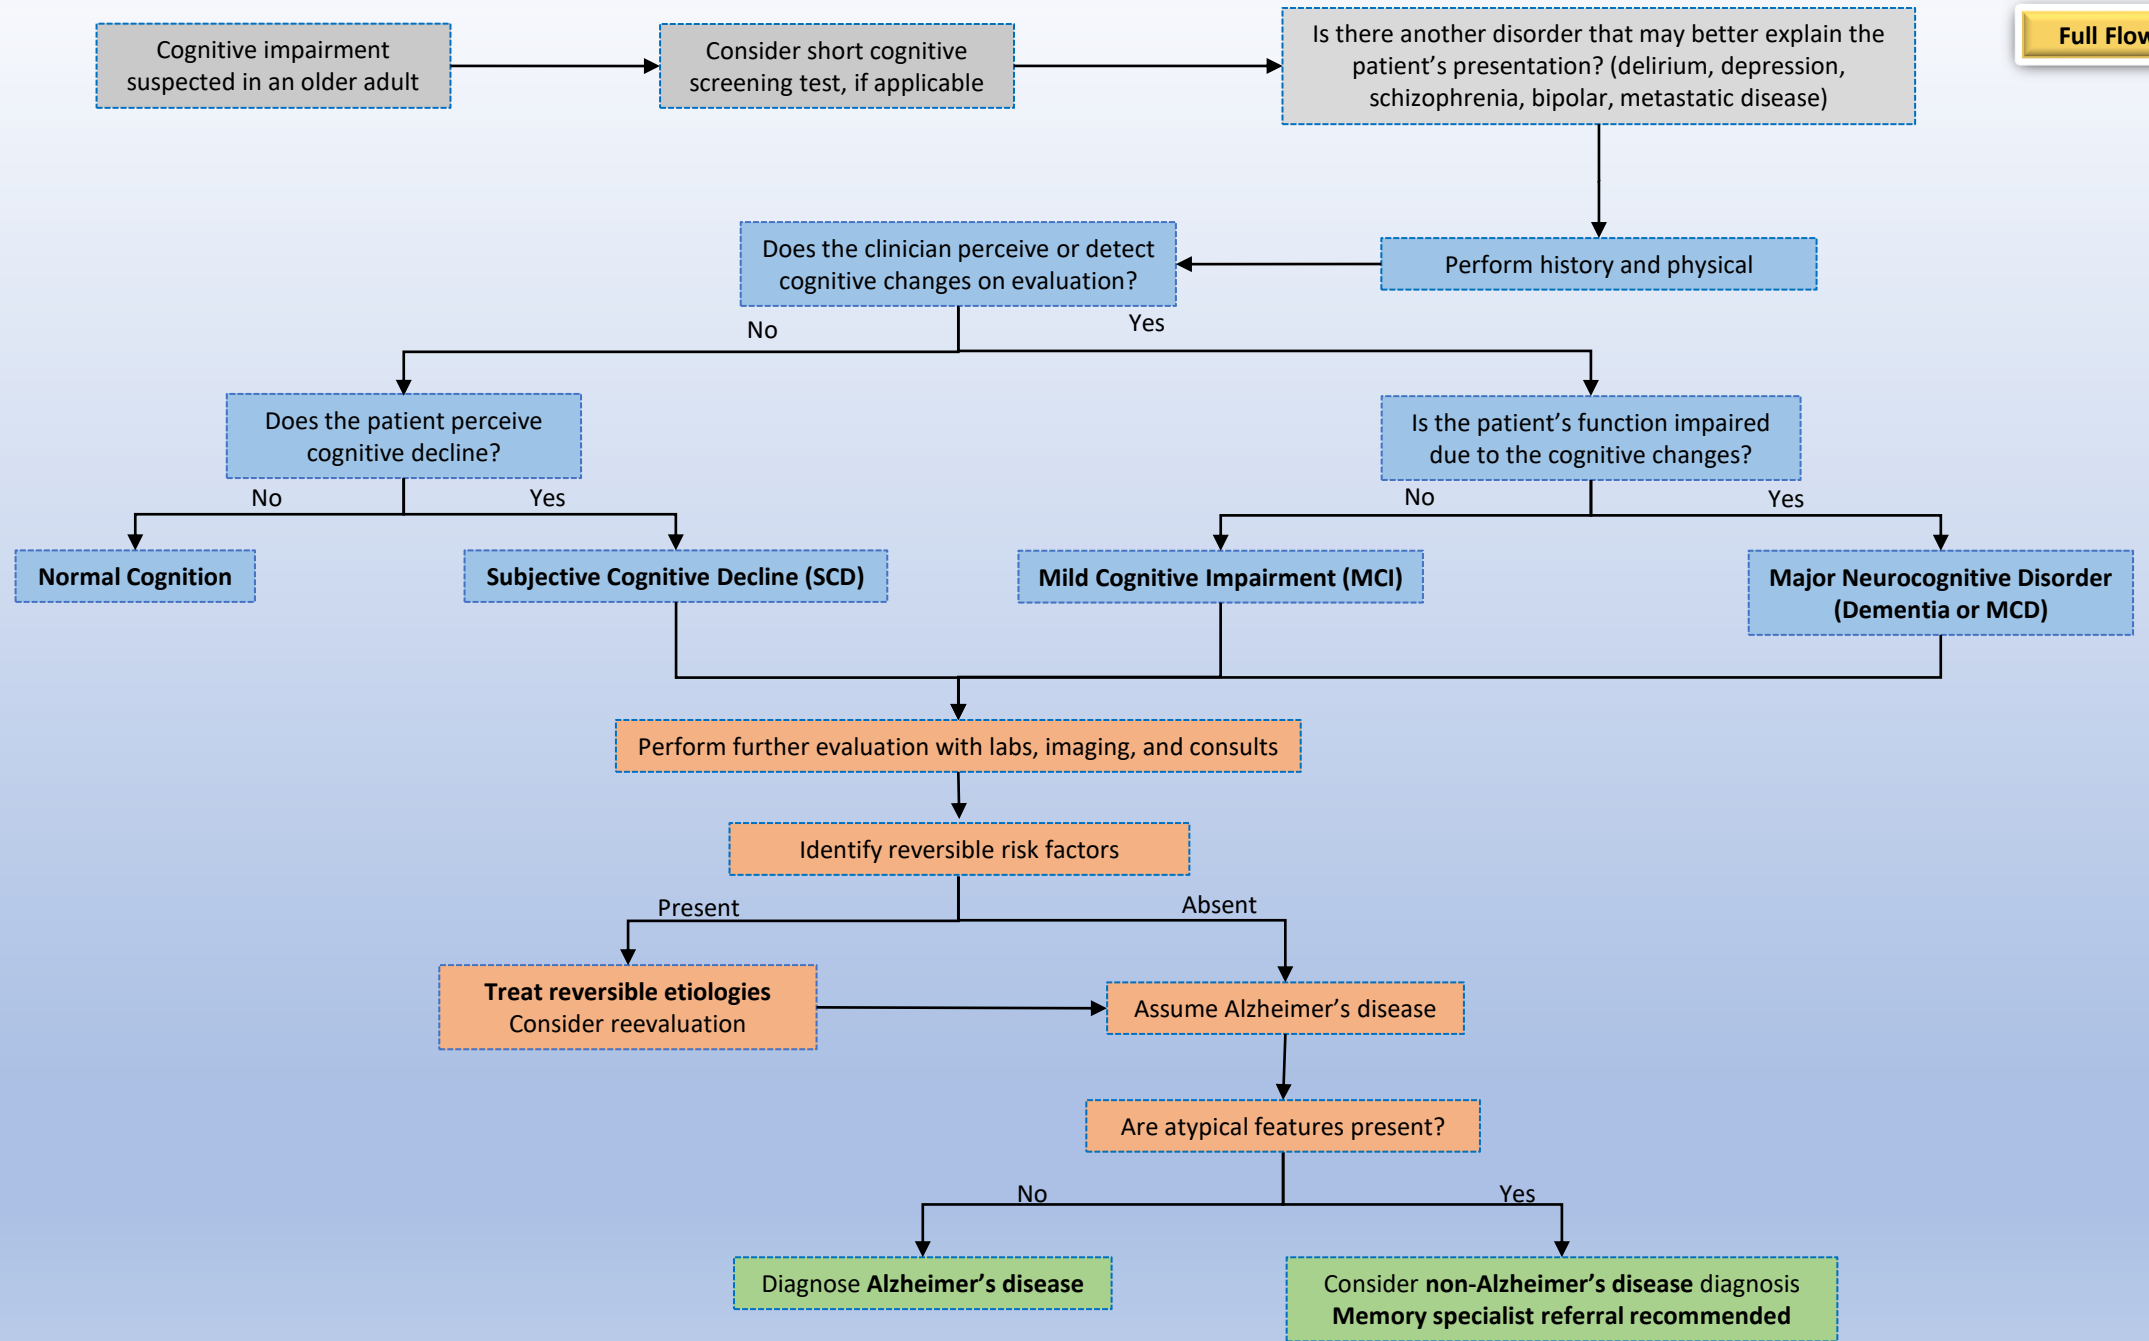 Cognitive impairment
suspected in an older adult
Consider short cognitive
screening test, if applicable
Is there another disorder that may better explain the
patient’s presentation? (delirium, depression,
schizophrenia, bipolar, metastatic disease)
Full Flow
Does the clinician perceive or detect
cognitive changes on evaluation?
Perform history and physical
No
Yes
Does the patient perceive
cognitive decline?
Is the patient’s function impaired
due to the cognitive changes?
No
Yes
No
Yes
Normal Cognition
Subjective Cognitive Decline (SCD)
Mild Cognitive Impairment (MCI)
Major Neurocognitive Disorder
(Dementia or MCD)
Perform further evaluation with labs, imaging, and consults
Identify reversible risk factors
Present
Absent
Treat reversible etiologies
Consider reevaluation
Assume Alzheimer’s disease
Are atypical features present?
No
Yes
Diagnose Alzheimer’s disease
Consider non-Alzheimer’s disease diagnosis
Memory specialist referral recommended